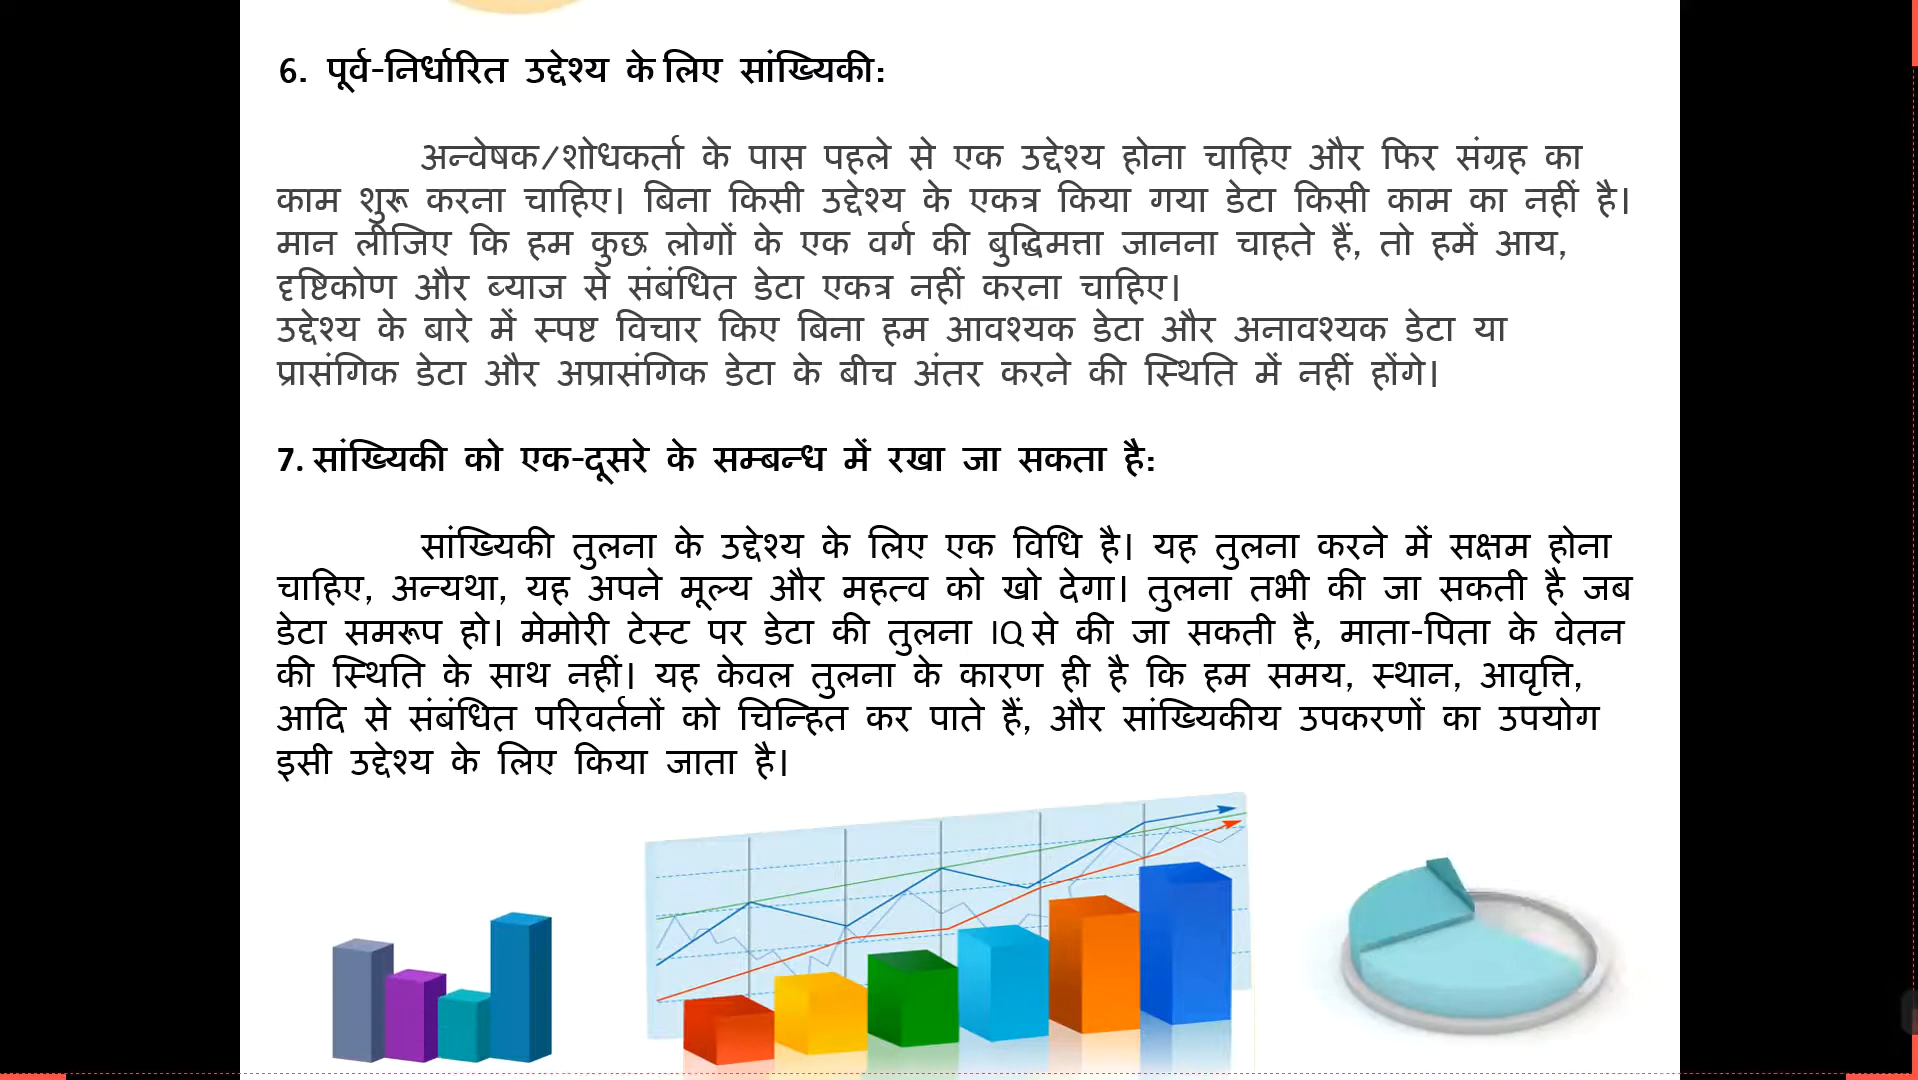 6. पूर्व-निर्धारित उद्देश्य के लिए सांख्यिकी:
अन्वेषक/शोधकर्ता के पास पहले से एक उद्देश्य होना चाहिए और फिर संग्रह का
काम शुरू करना चाहिए। बिना किसी उद्देश्य के एकत्र किया गया डेटा किसी काम का नहीं है।
मान लीजिए कि हम कुछ लोगों के एक वर्ग की बुद्धिमत्ता जानना चाहते हैं, तो हमें आय,
दृष्टिकोण और ब्याज से संबंधित डेटा एकत्र नहीं करना चाहिए।
उद्देश्य के बारे में स्पष्ट विचार किए बिना हम आवश्यक डेटा और अनावश्यक डेटा या
प्रासंगिक डेटा और अप्रासंगिक डेटा के बीच अंतर करने की स्थिति में नहीं होंगे।
7. सांख्यिकी को एक-दूसरे के सम्बन्ध में रखा जा सकता है:
सांख्यिकी तुलना के उद्देश्य के लिए एक विधि है। यह तुलना करने में सक्षम होना
चाहिए, अन्यथा, यह अपने मूल्य और महत्व को खो देगा। तुलना तभी की जा सकती है जब
डेटा समरूप हो। मेमोरी टेस्ट पर डेटा की तुलना IQ से की जा सकती है, माता-पिता के वेतन
की स्थिति के साथ नहीं। यह केवल तुलना के कारण ही है कि हम समय, स्थान, आवृत्ति,
आदि से संबंधित परिवर्तनों को चिन्हित कर पाते हैं, और सांख्यिकीय उपकरणों का उपयोग
इसी उद्देश्य के लिए किया जाता है।